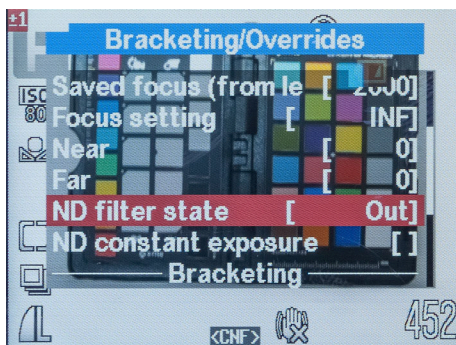 ±1
Bracketing/Overrides
ISO
80
Saved focus (from le [ 2000]
Focus setting [ INF]
Near [ 0]
Far [ 0]
ND filter state [ Out]
ND constant exposure [ ]
Bracketing
L
<CNF>
452